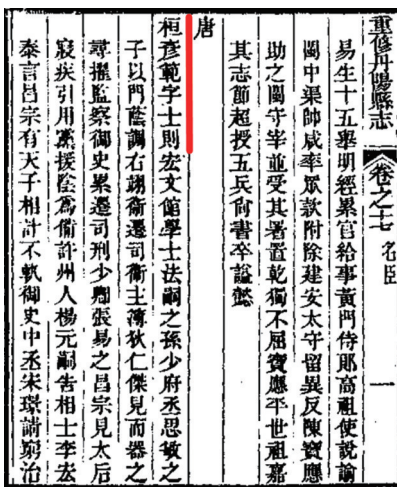 重修丹陽縣志 卷之十七 名臣 一
易生十五舉明經累官給事黃門侍郎高祖使說諭
閩中渠帥咸率眾款附除建安太守留異反陳寶應
助之閩守宰並受其署置乾獨不屈寶應平世祖嘉
其志節超授五兵尙書卒諡懿
唐
桓彥範字士則宏文館學士法嗣之孫少府丞思敏之
子以門蔭調右翊衞遷司衞主簿狄仁傑見而器之
尋擢監察御史累遷司刑少卿張易之昌宗見太后
寢疾引用黨援陰爲備許州人楊元嗣吿相士李宏
泰言昌宗有天子相計不軌御史中丞宋璟請窮治